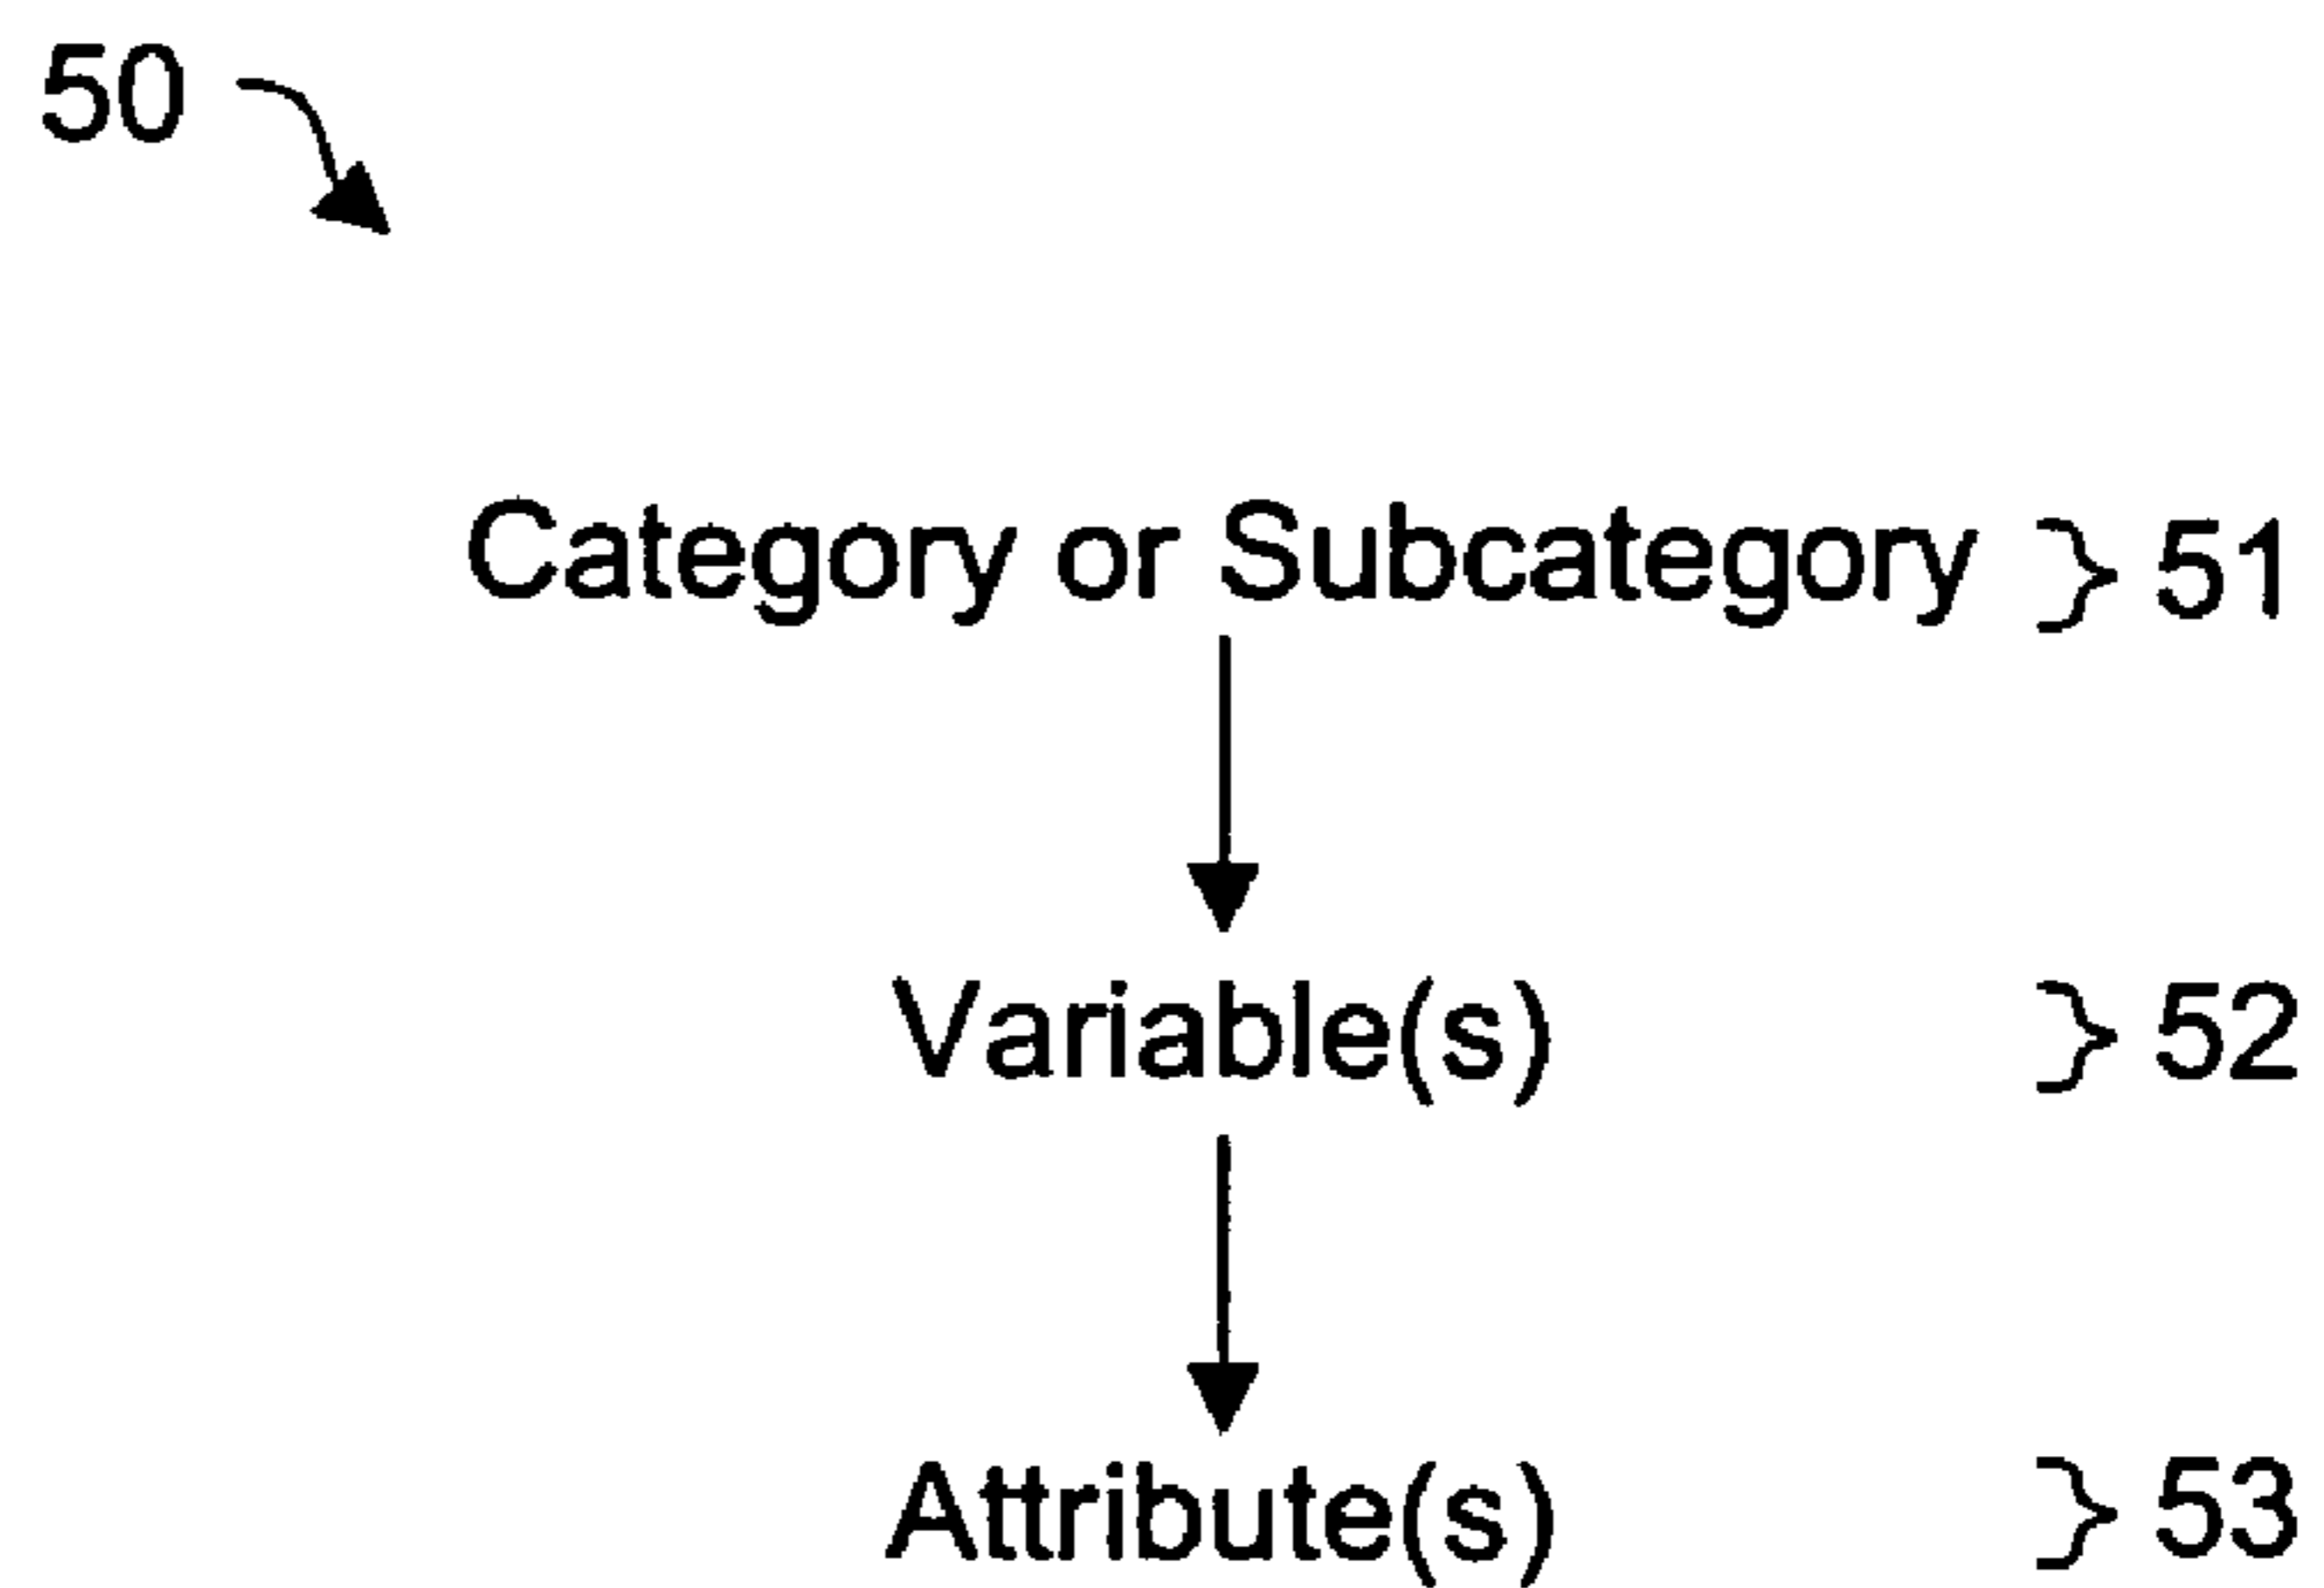 50
Category or Subcategory } 51
Variable(s) } 52
Attribute(s) } 53